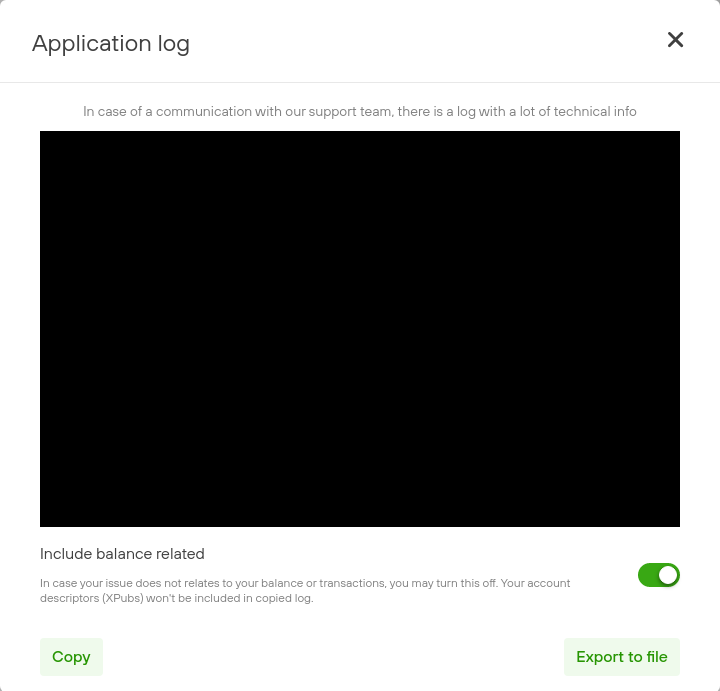 Application log
In case of a communication with our support team, there is a log with a lot of technical info
Include balance related
In case your issue does not relates to your balance or transactions, you may turn this off. Your account
descriptors (XPubs) won't be included in copied log.
Copy
Export to file